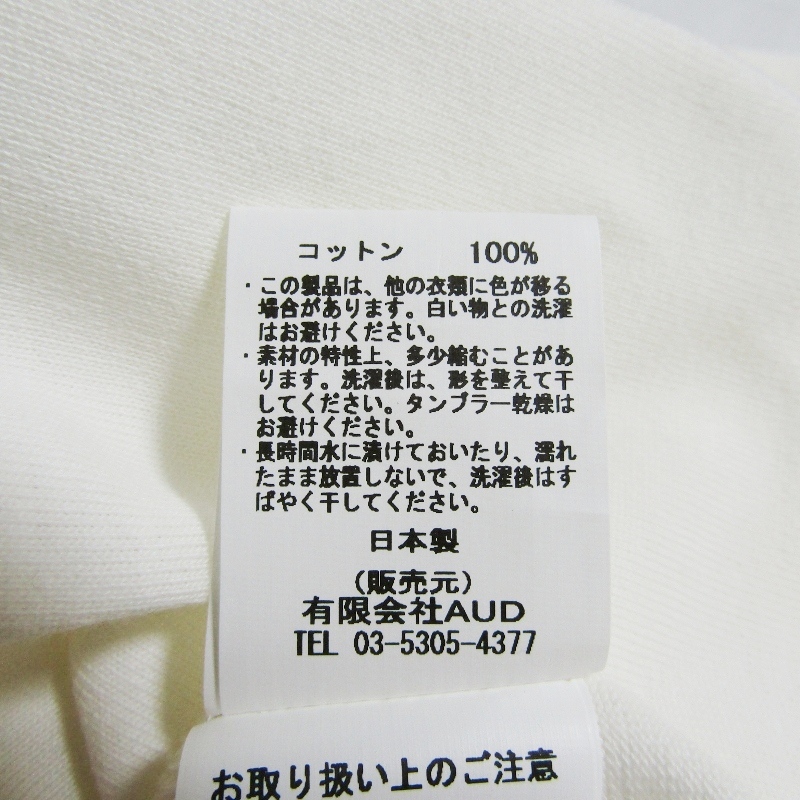 コットン 100%
・この製品は、他の衣類に色が移る
場合があります。白い物との洗濯
はお避けください。
・素材の特性上、多少縮むことがあ
ります。洗濯後は、形を整えて干
してください。タンブラー乾燥は
お避けください。
・長時間水に漬けておいたり、濡れ
たまま放置しないで、洗濯後はす
ばやく干してください。
日本製
(販売元)
有限会社AUD
TEL 03-5305-4377
お取り扱い上のご注意